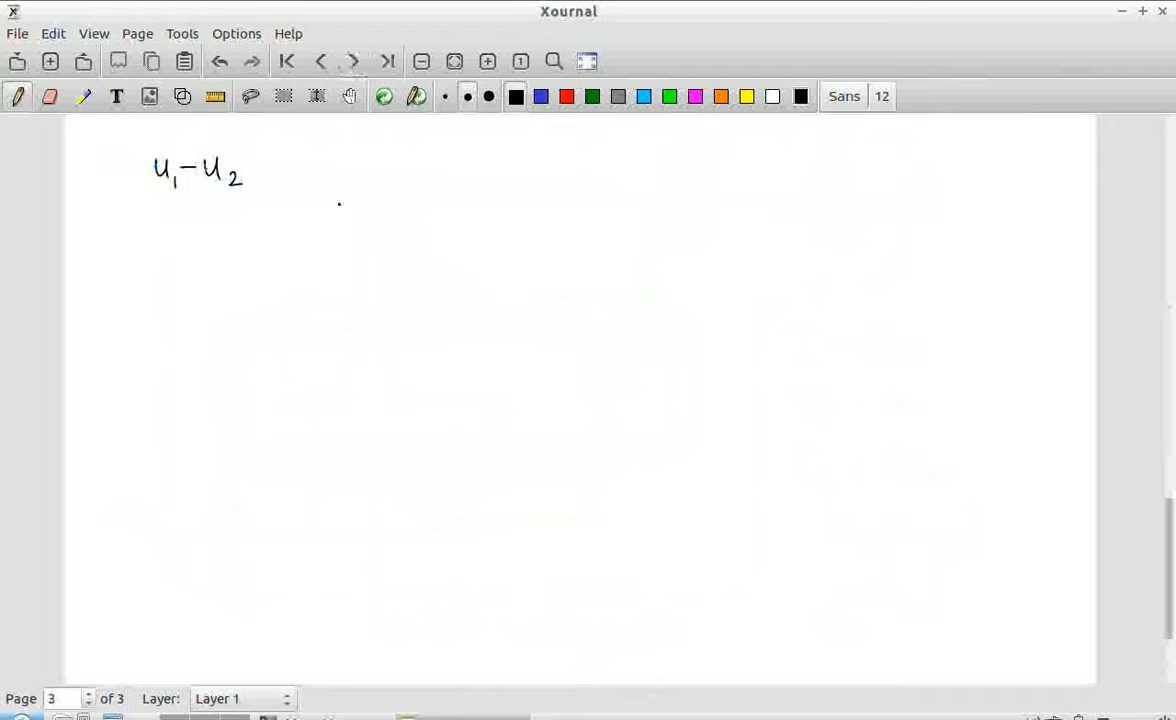 Xournal
File Edit View Page Tools Options Help
Sans 12
u₁ − u₂
Page 3 of 3 Layer: Layer 1